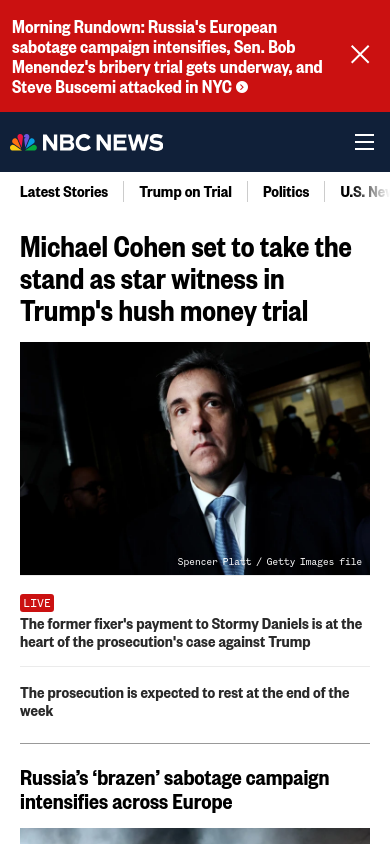 Morning Rundown: Russia's European
sabotage campaign intensifies, Sen. Bob
Menendez's bribery trial gets underway, and
Steve Buscemi attacked in NYC
NBC NEWS
Latest Stories
Trump on Trial
Politics
U.S. Ne
Michael Cohen set to take the
stand as star witness in
Trump's hush money trial
Spencer Platt / Getty Images file
LIVE
The former fixer's payment to Stormy Daniels is at the
heart of the prosecution's case against Trump
The prosecution is expected to rest at the end of the
week
Russia’s ‘brazen’ sabotage campaign
intensifies across Europe